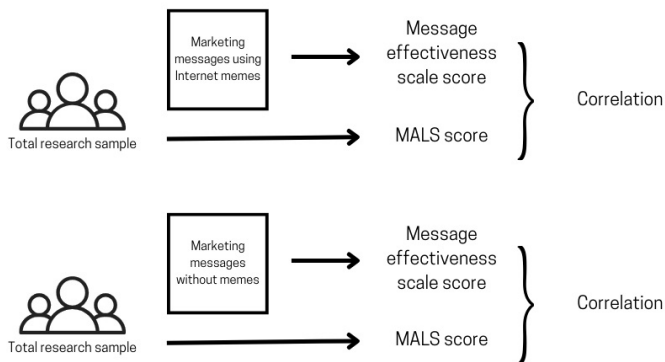 Marketing
messages using
Internet memes
Message
effectiveness
scale score
Correlation
Total research sample
MALS score
Marketing
messages
without memes
Message
effectiveness
scale score
Correlation
Total research sample
MALS score